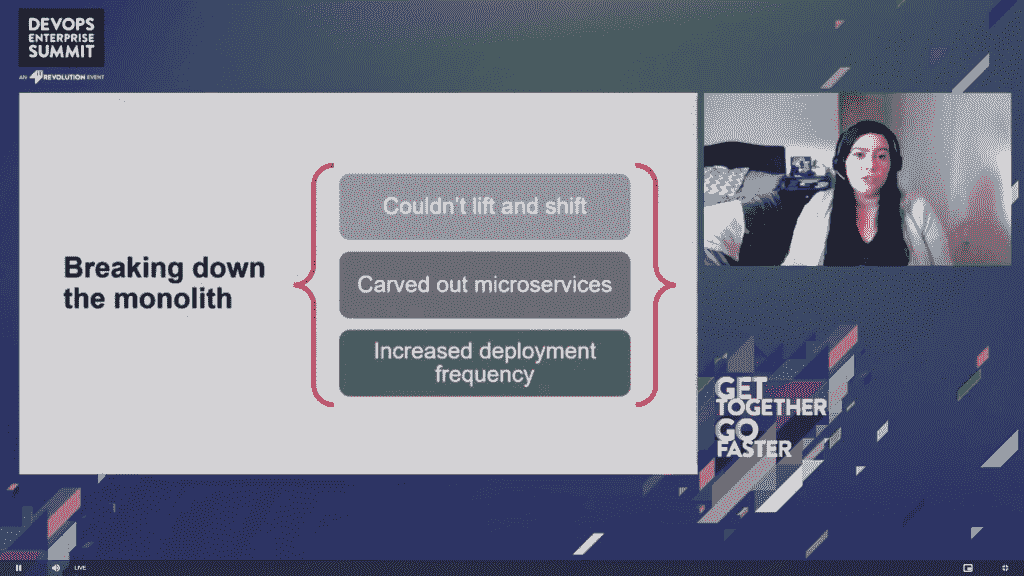 DEVOPS
ENTERPRISE
SUMMIT
AN IT REVOLUTION EVENT
Breaking down
the monolith
Couldn't lift and shift
Carved out microservices
Increased deployment
frequency
GET
TOGETHER
GO
FASTER
LIVE